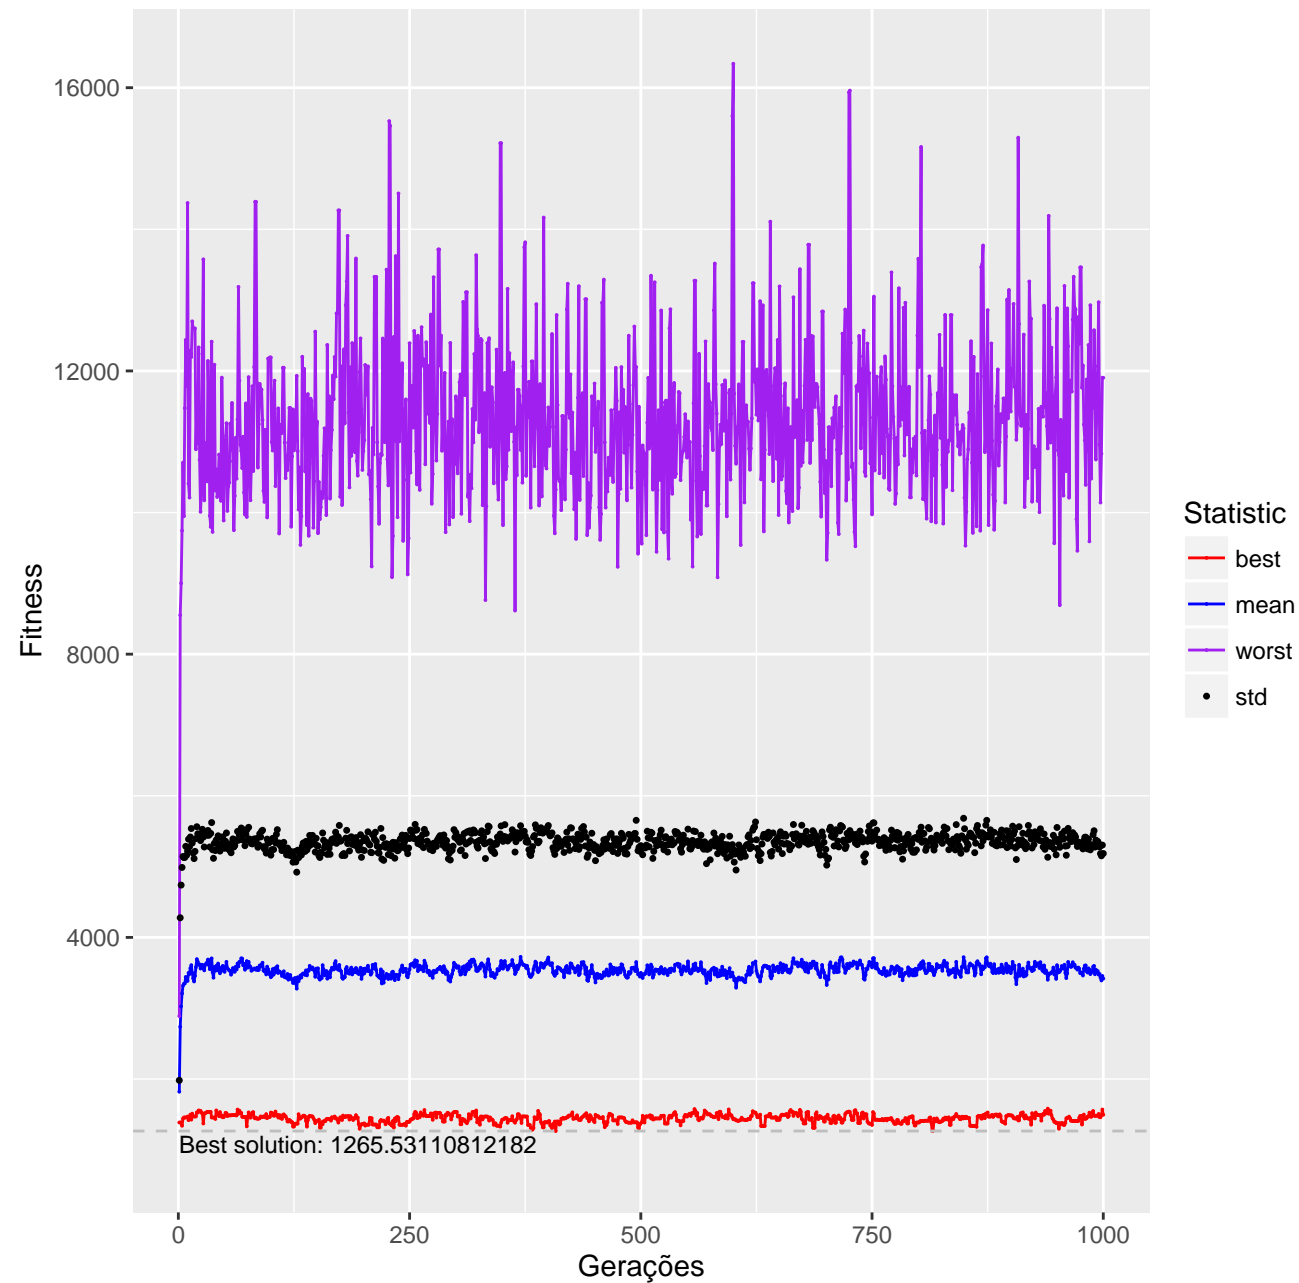 16000
12000
8000
4000
Fitness
Best solution: 1265.53110812182
0
250
500
750
1000
Gerações
Statistic
best
mean
worst
std